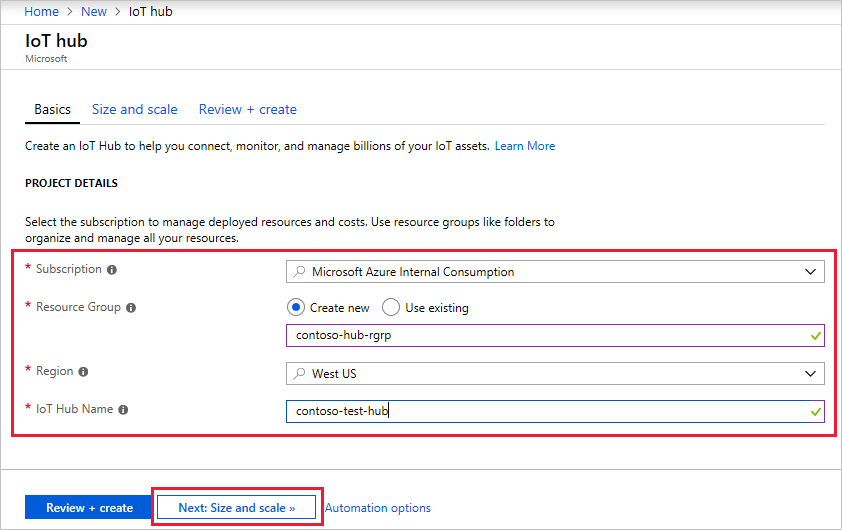 Home > New > IoT hub
IoT hub
Microsoft
Basics Size and scale Review + create
Create an IoT Hub to help you connect, monitor, and manage billions of your IoT assets. Learn More
PROJECT DETAILS
Select the subscription to manage deployed resources and costs. Use resource groups like folders to
organize and manage all your resources.
* Subscription Microsoft Azure Internal Consumption
* Resource Group Create new Use existing
contoso-hub-rgrp
* Region West US
* IoT Hub Name contoso-test-hub
Review + create Next: Size and scale » Automation options